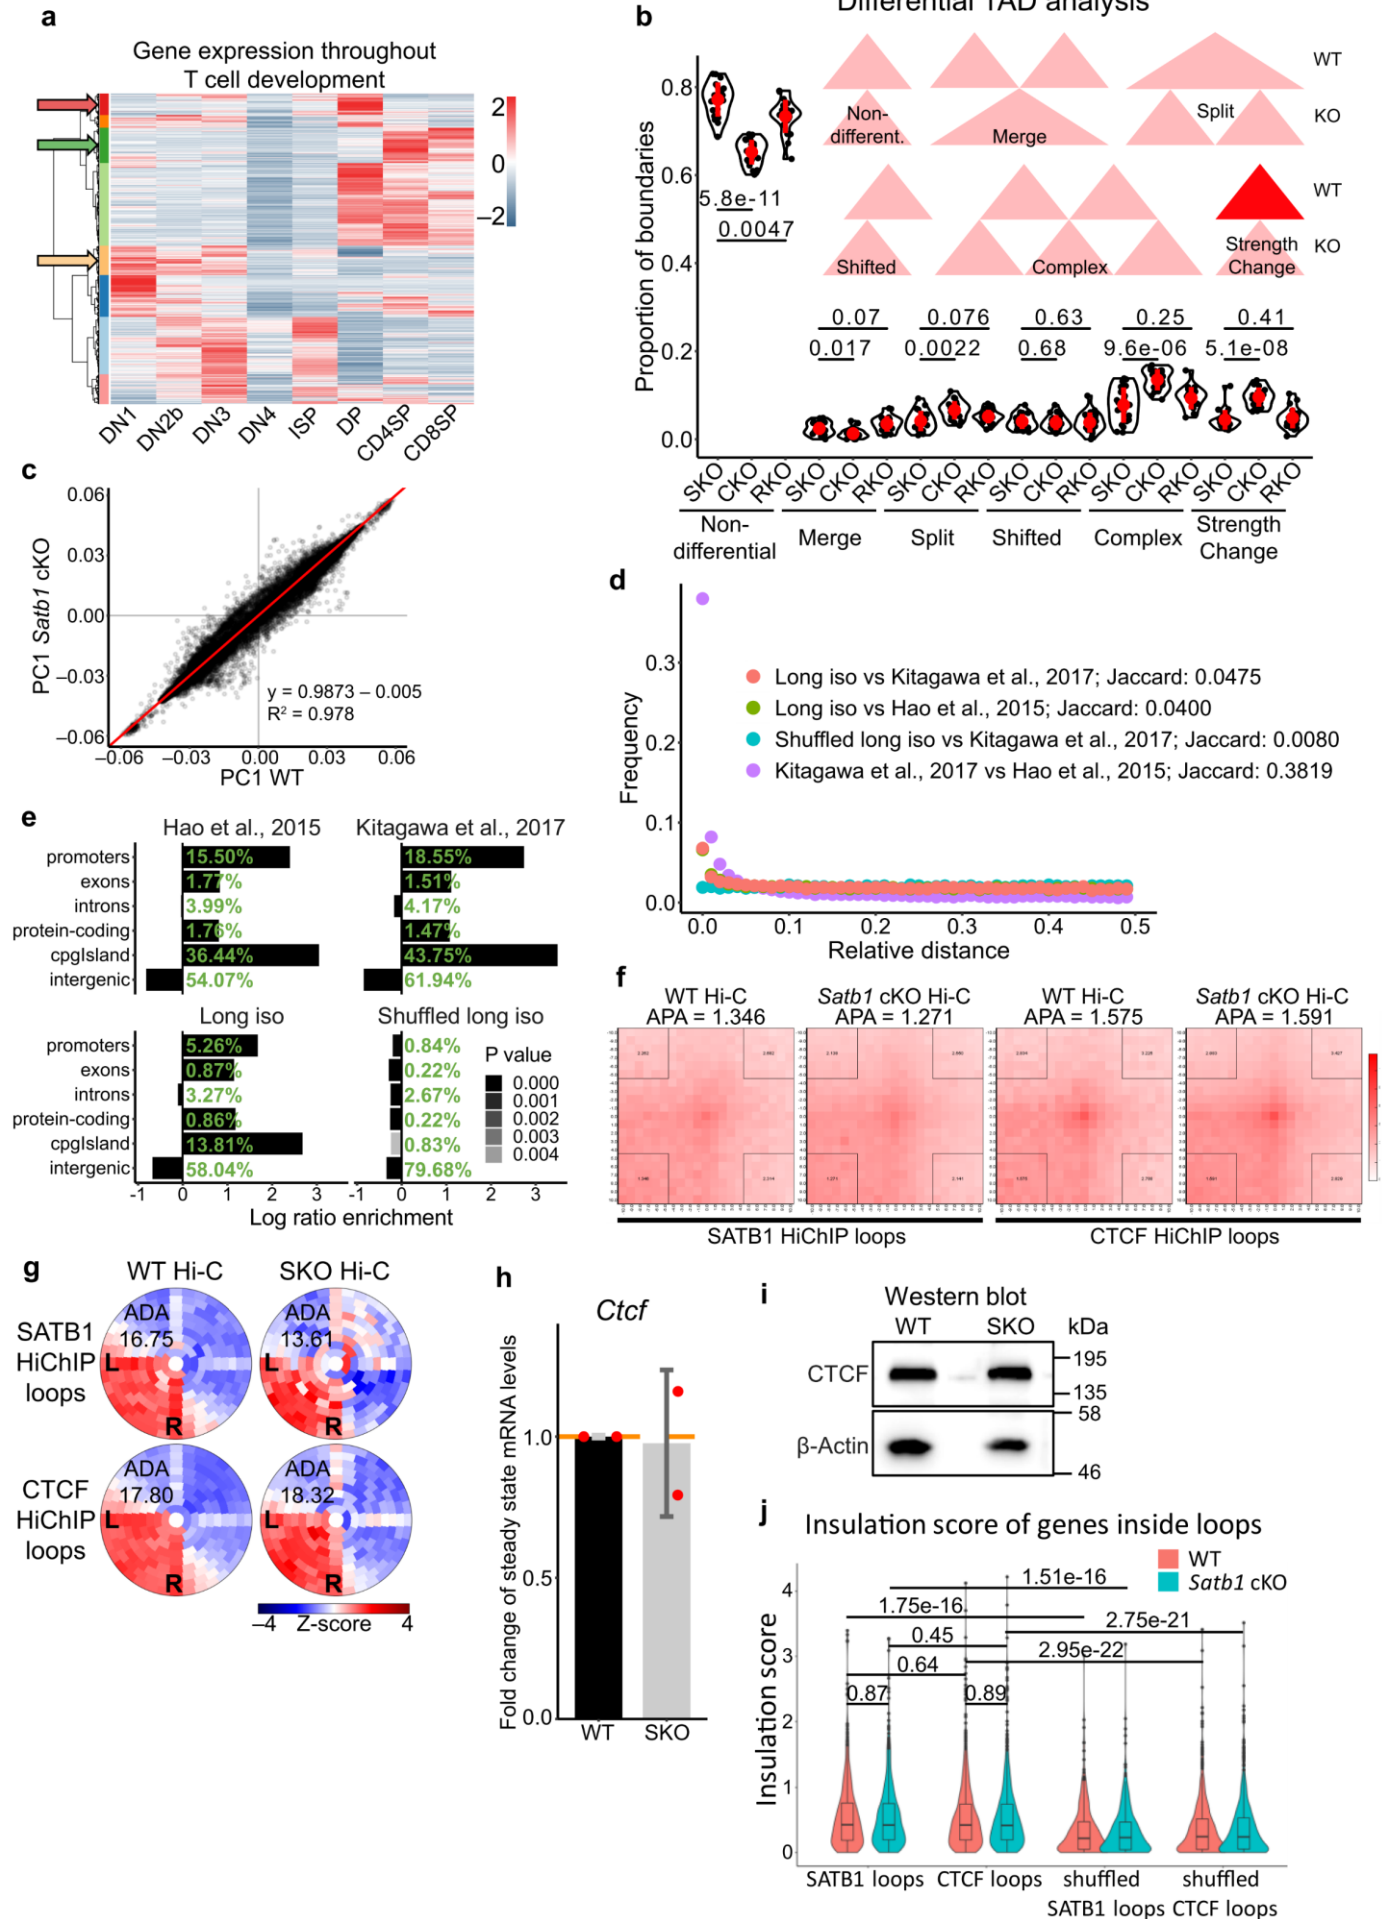 a
Gene expression throughout
T cell development
2
0
−2
DN1
DN2b
DN3
DN4
ISP
DP
CD4SP
CD8SP
b
Differential TAD analysis
Proportion of boundaries
0.8
0.6
0.4
0.2
0.0
5.8e-11
0.0047
WT
KO
Non-
different.
Merge
Split
WT
KO
Shifted
Complex
Strength
Change
0.07
0.076
0.63
0.25
0.41
0.017
0.0022
0.68
9.6e-06
5.1e-08
SKO CKO RKO SKO CKO RKO SKO CKO RKO SKO CKO RKO SKO CKO RKO SKO CKO RKO
Non-
differential
Merge
Split
Shifted
Complex
Strength
Change
c
PC1 Satb1 cKO
0.06
0.03
0.00
−0.03
−0.06
y = 0.9873 − 0.005
R² = 0.978
−0.06 −0.03 0.00 0.03 0.06
PC1 WT
d
Frequency
0.3
0.2
0.1
0.0
Long iso vs Kitagawa et al., 2017; Jaccard: 0.0475
Long iso vs Hao et al., 2015; Jaccard: 0.0400
Shuffled long iso vs Kitagawa et al., 2017; Jaccard: 0.0080
Kitagawa et al., 2017 vs Hao et al., 2015; Jaccard: 0.3819
0.0 0.1 0.2 0.3 0.4 0.5
Relative distance
e
Hao et al., 2015
Kitagawa et al., 2017
promoters 15.50% 18.55%
exons 1.77% 1.51%
introns 3.99% 4.17%
protein-coding 1.76% 1.47%
cpgIsland 36.44% 43.75%
intergenic 54.07% 61.94%
Long iso
Shuffled long iso
promoters 5.26% 0.84%
exons 0.87% 0.22%
introns 3.27% 2.67%
protein-coding 0.86% 0.22%
cpgIsland 13.81% 0.83%
intergenic 58.04% 79.68%
P value
0.000
0.001
0.002
0.003
0.004
-1 0 1 2 3 -1 0 1 2 3
Log ratio enrichment
f
WT Hi-C
APA = 1.346
Satb1 cKO Hi-C
APA = 1.271
WT Hi-C
APA = 1.575
Satb1 cKO Hi-C
APA = 1.591
SATB1 HiChIP loops
CTCF HiChIP loops
g
WT Hi-C
SKO Hi-C
SATB1
HiChIP
loops
ADA
16.75
L
R
ADA
13.61
L
R
CTCF
HiChIP
loops
ADA
17.80
L
R
ADA
18.32
L
R
−4 Z-score 4
h
Ctcf
Fold change of steady state mRNA levels
1.0
0.5
0.0
WT SKO
i
Western blot
WT SKO kDa
CTCF
195
135
58
β-Actin
46
j
Insulation score of genes inside loops
WT
Satb1 cKO
Insulation score
4
3
2
1
0
1.51e-16
1.75e-16
2.75e-21
0.45
2.95e-22
0.64
0.87
0.89
SATB1 loops
CTCF loops
shuffled
SATB1 loops
shuffled
CTCF loops